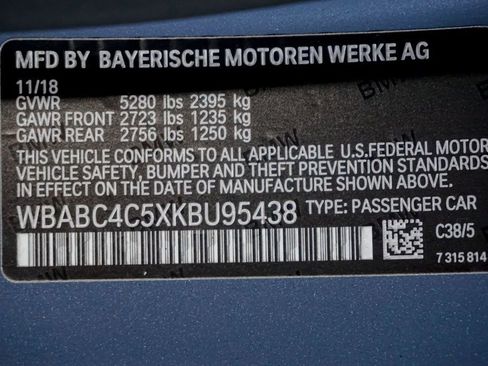 MFD BY BAYERISCHE MOTOREN WERKE AG
11/18
GVWR 5280 lbs 2395 kg
GAWR FRONT 2723 lbs 1235 kg
GAWR REAR 2756 lbs 1250 kg
THIS VEHICLE CONFORMS TO ALL APPLICABLE U.S.FEDERAL MOTOR
VEHICLE SAFETY, BUMPER AND THEFT PREVENTION STANDARDS
IN EFFECT ON THE DATE OF MANUFACTURE SHOWN ABOVE.
WBABC4C5XKBU95438 TYPE: PASSENGER CAR
C38/5
7 315 814